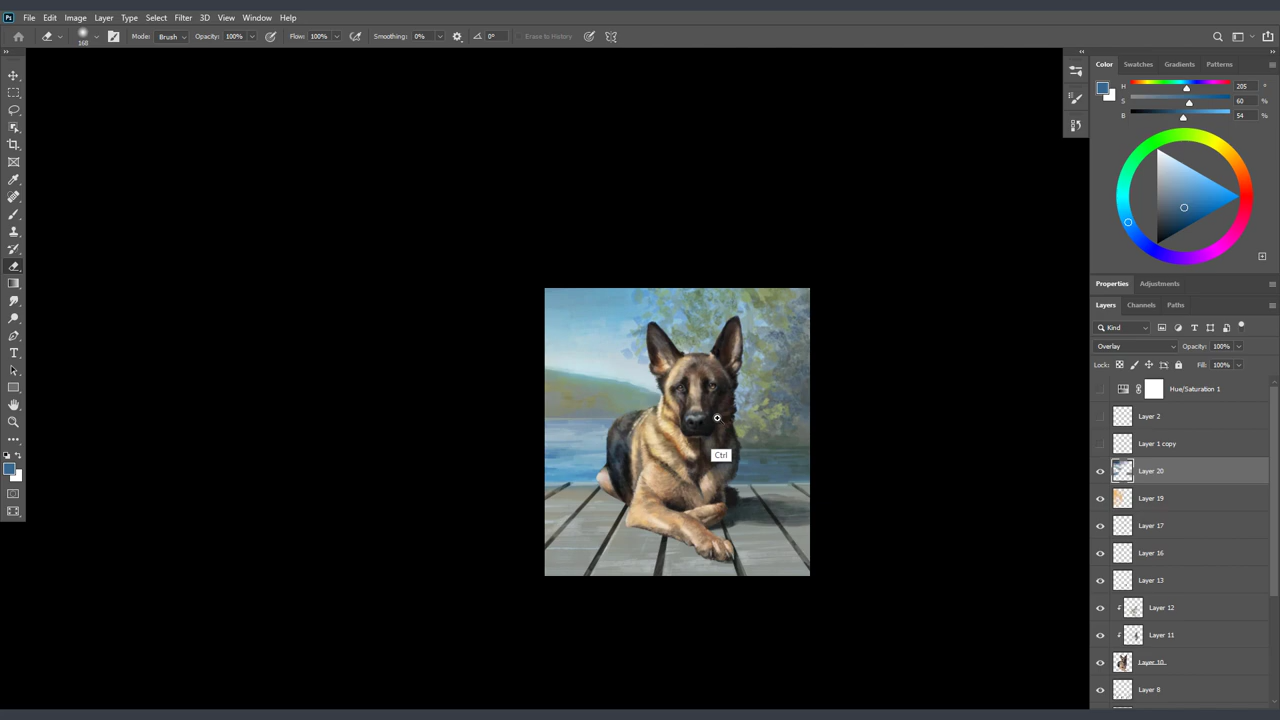 Ps File Edit Image Layer Type Select Filter 3D View Window Help
168 Mode: Brush Opacity: 100% Flow: 100% Smoothing: 0% 0° Erase to History
Color Swatches Gradients Patterns
H 205 °
S 60 %
B 54 %
Properties Adjustments
Layers Channels Paths
Kind
Overlay Opacity: 100%
Lock: Fill: 100%
Hue/Saturation 1
Layer 2
Layer 1 copy
Ctrl
Layer 20
Layer 19
Layer 17
Layer 16
Layer 13
Layer 12
Layer 11
Layer 10
Layer 8